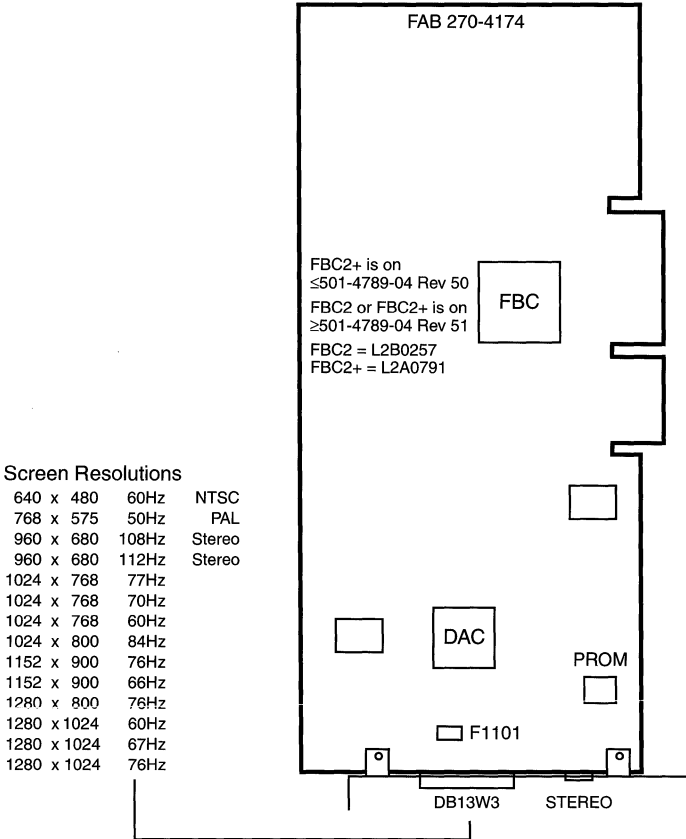 FAB 270-4174
FBC2+ is on
≤501-4789-04 Rev 50
FBC2 or FBC2+ is on
≥501-4789-04 Rev 51
FBC2 = L2B0257
FBC2+ = L2A0791
FBC
Screen Resolutions
640 x 480 60Hz NTSC
768 x 575 50Hz PAL
960 x 680 108Hz Stereo
960 x 680 112Hz Stereo
1024 x 768 77Hz
1024 x 768 70Hz
1024 x 768 60Hz
1024 x 800 84Hz
1152 x 900 76Hz
1152 x 900 66Hz
1280 x 800 76Hz
1280 x 1024 60Hz
1280 x 1024 67Hz
1280 x 1024 76Hz
DAC
PROM
F1101
DB13W3
STEREO